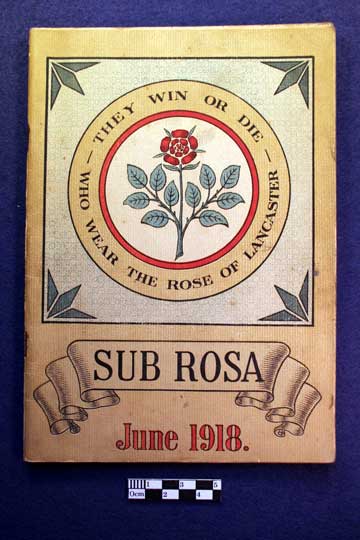 THEY WIN OR DIE —
WHO WEAR THE ROSE OF LANCASTER —
SUB ROSA
June 1918.
1 3 5
0cm 2 4